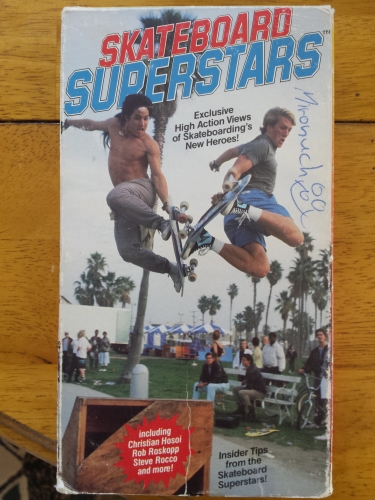 SKATEBOARD
SUPERSTARS™
Exclusive
High Action Views
of Skateboarding's
New Heroes!
including
Christian Hosoi
Rob Roskopp
Steve Rocco
and more!
Insider Tips
from the
Skateboard
Superstars!